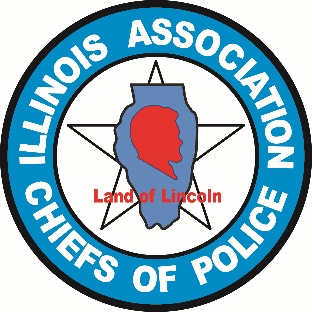 ILLINOIS ASSOCIATION
Land of Lincoln
CHIEFS OF POLICE